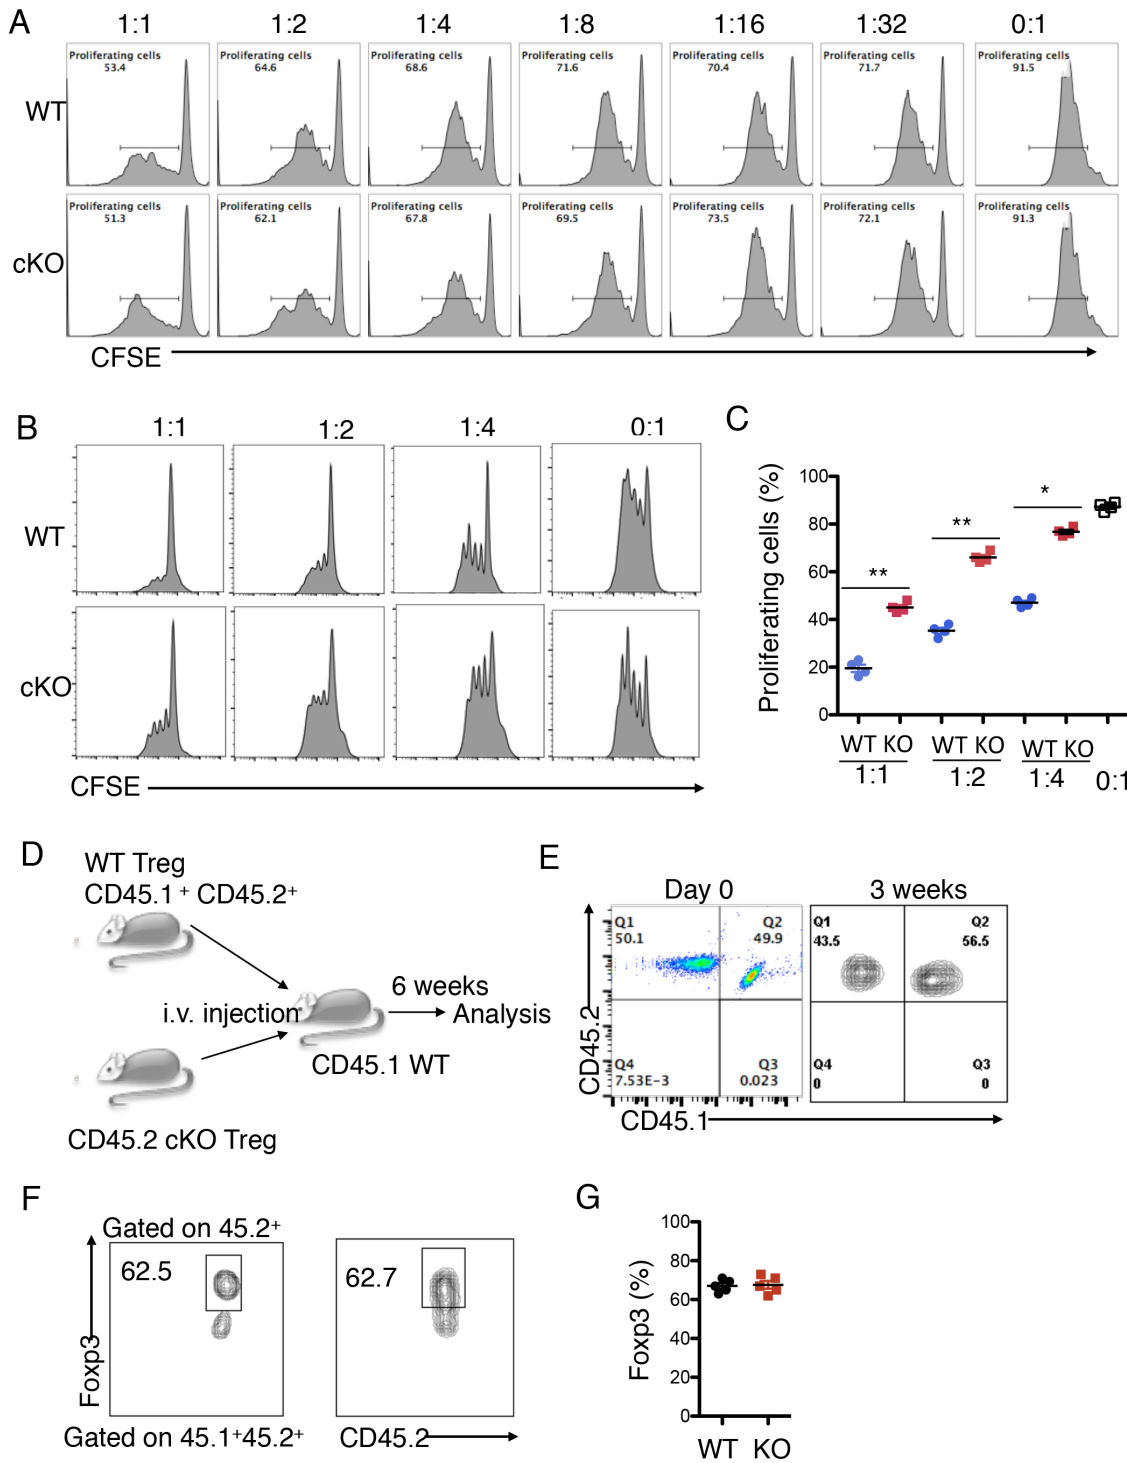 A
1:1 1:2 1:4 1:8 1:16 1:32 0:1
WT
Proliferating cells 53.4
Proliferating cells 64.6
Proliferating cells 68.6
Proliferating cells 71.6
Proliferating cells 70.4
Proliferating cells 71.7
Proliferating cells 91.5
cKO
Proliferating cells 51.3
Proliferating cells 62.1
Proliferating cells 67.8
Proliferating cells 69.5
Proliferating cells 73.5
Proliferating cells 72.1
Proliferating cells 91.3
CFSE
B
1:1 1:2 1:4 0:1
WT
cKO
CFSE
C
Proliferating cells (%)
100
80
60
40
20
0
** ** *
WT KO WT KO WT KO
1:1 1:2 1:4 0:1
D
WT Treg
CD45.1 + CD45.2+
i.v. injection
6 weeks
Analysis
CD45.1 WT
CD45.2 cKO Treg
E
Day 0 3 weeks
CD45.2
Q1 50.1
Q2 49.9
Q4 7.53E-3
Q3 0.023
Q1 43.5
Q2 56.5
Q4 0
Q3 0
CD45.1
F
Gated on 45.2+
62.5 62.7
Foxp3
Gated on 45.1+45.2+
CD45.2
G
Foxp3 (%)
100
80
60
40
20
0
WT KO